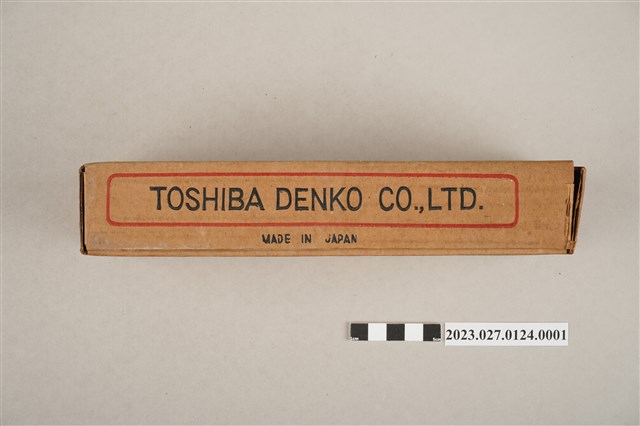 TOSHIBA DENKO CO.,LTD.
MADE IN JAPAN
2023.027.0124.0001